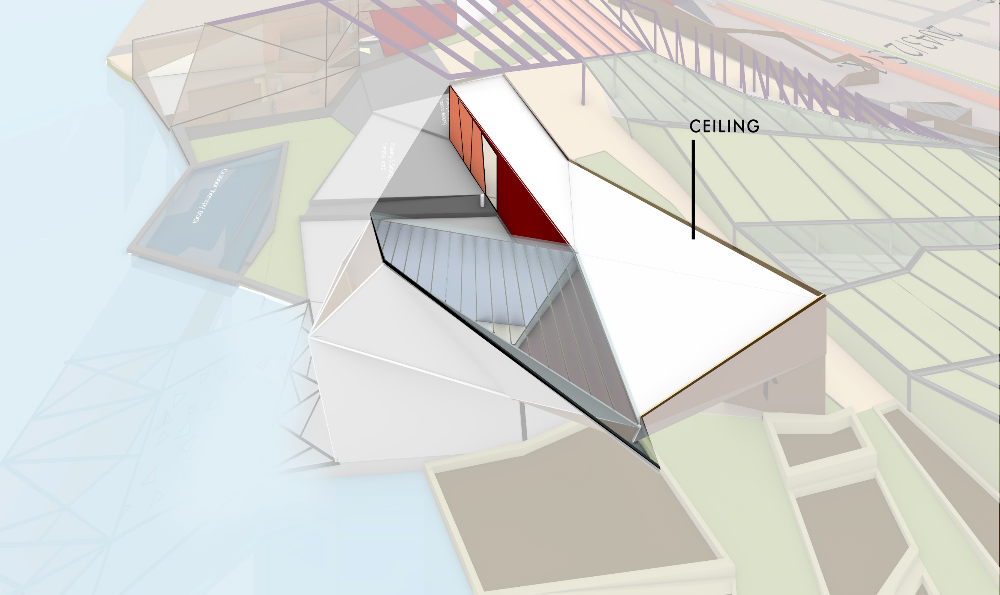 CEILING
(open to visitors)
Walking & Sitting
therapy area
Outdoor therapy pool